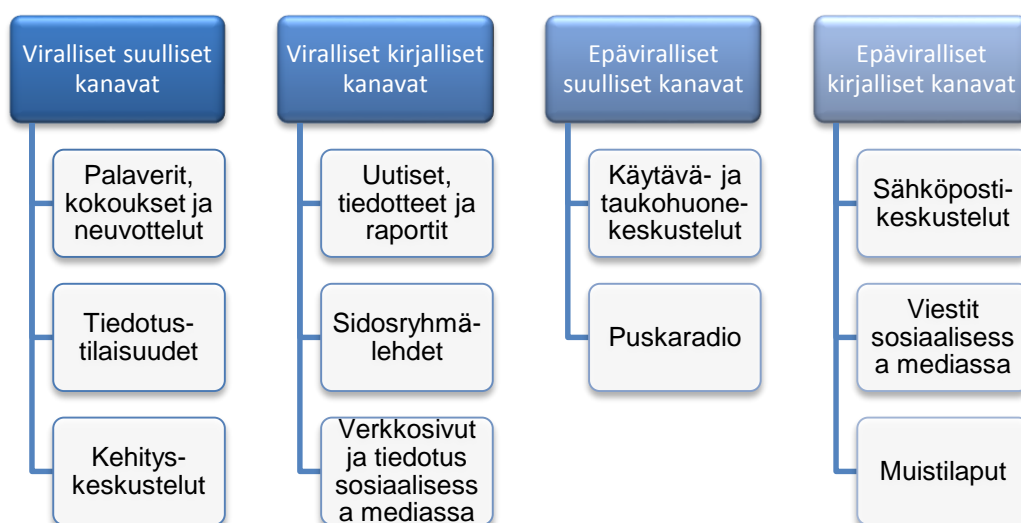 Viralliset suulliset
kanavat
Palaverit,
kokoukset ja
neuvottelut
Tiedotus-
tilaisuudet
Kehitys-
keskustelut
Viralliset kirjalliset
kanavat
Uutiset,
tiedotteet ja
raportit
Sidosryhmä-
lehdet
Verkkosivut
ja tiedotus
sosiaalisess
a mediassa
Epäviralliset
suulliset kanavat
Käytävä- ja
taukohuone-
keskustelut
Puskaradio
Epäviralliset
kirjalliset kanavat
Sähköposti-
keskustelut
Viestit
sosiaalisess
a mediassa
Muistilaput